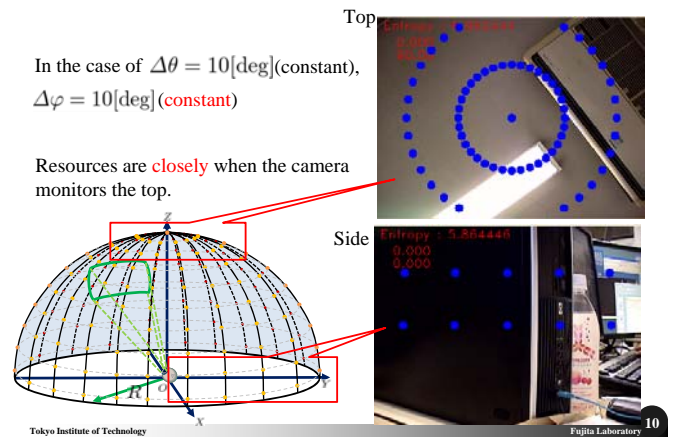 Top
In the case of Δθ = 10[deg](constant),
Δφ = 10[deg](constant)
Resources are closely when the camera
monitors the top.
Side
Entropy : 5.864446
0.000
0.000
Z
O
R
Y
X
Tokyo Institute of Technology
Fujita Laboratory
10